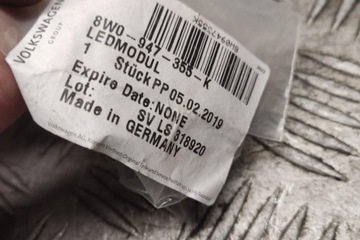 VOLKSWAGEN
GROUP
8W0--947-355-K
LEDMODUL
1 Stück PP 05.02.2019
Expire Date: NONE
Lot: SV LS 818920
Made in GERMANY